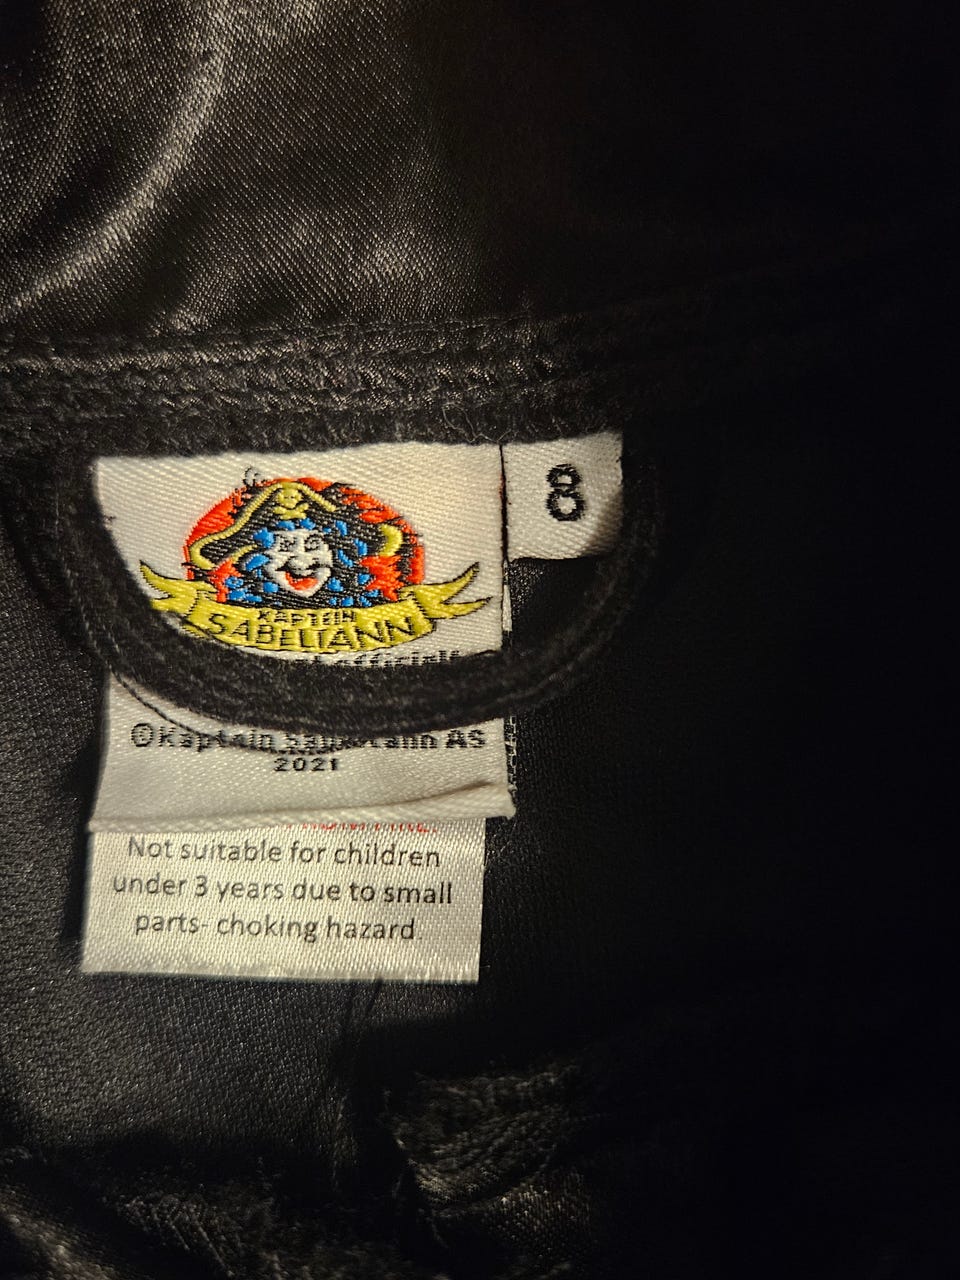 8
KAPTEIN
SABELTANN
©Kaptein Sabeltann AS
2021
Not suitable for children
under 3 years due to small
parts- choking hazard.